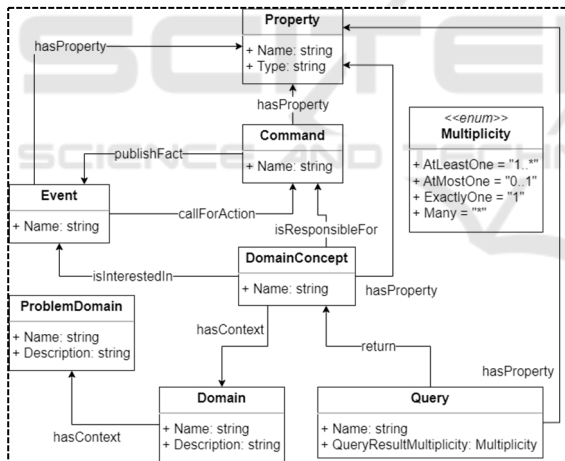 Property
+ Name: string
+ Type: string
hasProperty
hasProperty
Command
+ Name: string
publishFact
<<enum>>
Multiplicity
+ AtLeastOne = "1..*"
+ AtMostOne = "0..1"
+ ExactlyOne = "1"
+ Many = "*"
Event
+ Name: string
callForAction
isResponsibleFor
DomainConcept
+ Name: string
isInterestedIn
hasProperty
ProblemDomain
+ Name: string
+ Description: string
hasContext
return
hasProperty
Domain
+ Name: string
+ Description: string
hasContext
Query
+ Name: string
+ QueryResultMultiplicity: Multiplicity